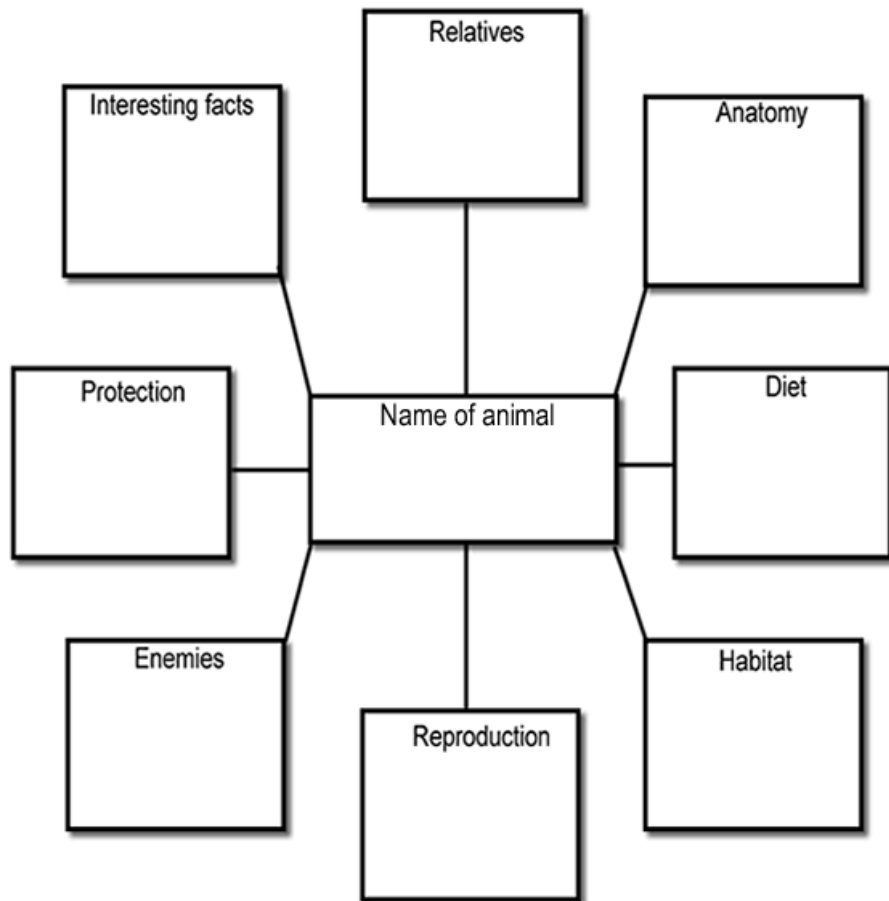 Relatives
Interesting facts
Anatomy
Protection
Name of animal
Diet
Enemies
Reproduction
Habitat